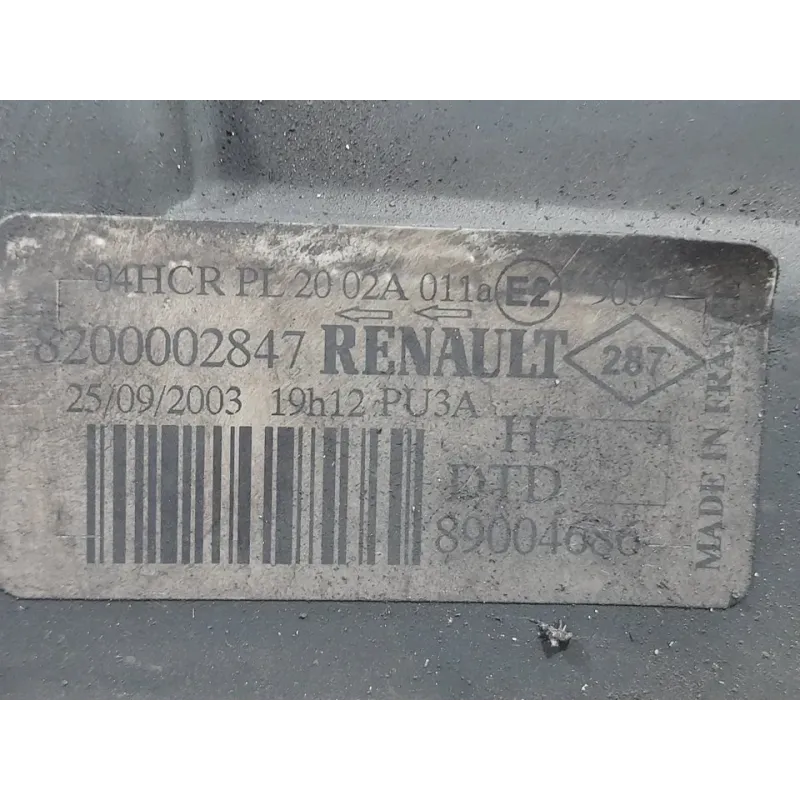 04HCR PL 20 02A 011a E2
8200002847 RENAULT 287
25/09/2003 19h12 PU3A
H7
DTD
89004686
MADE IN FRANCE